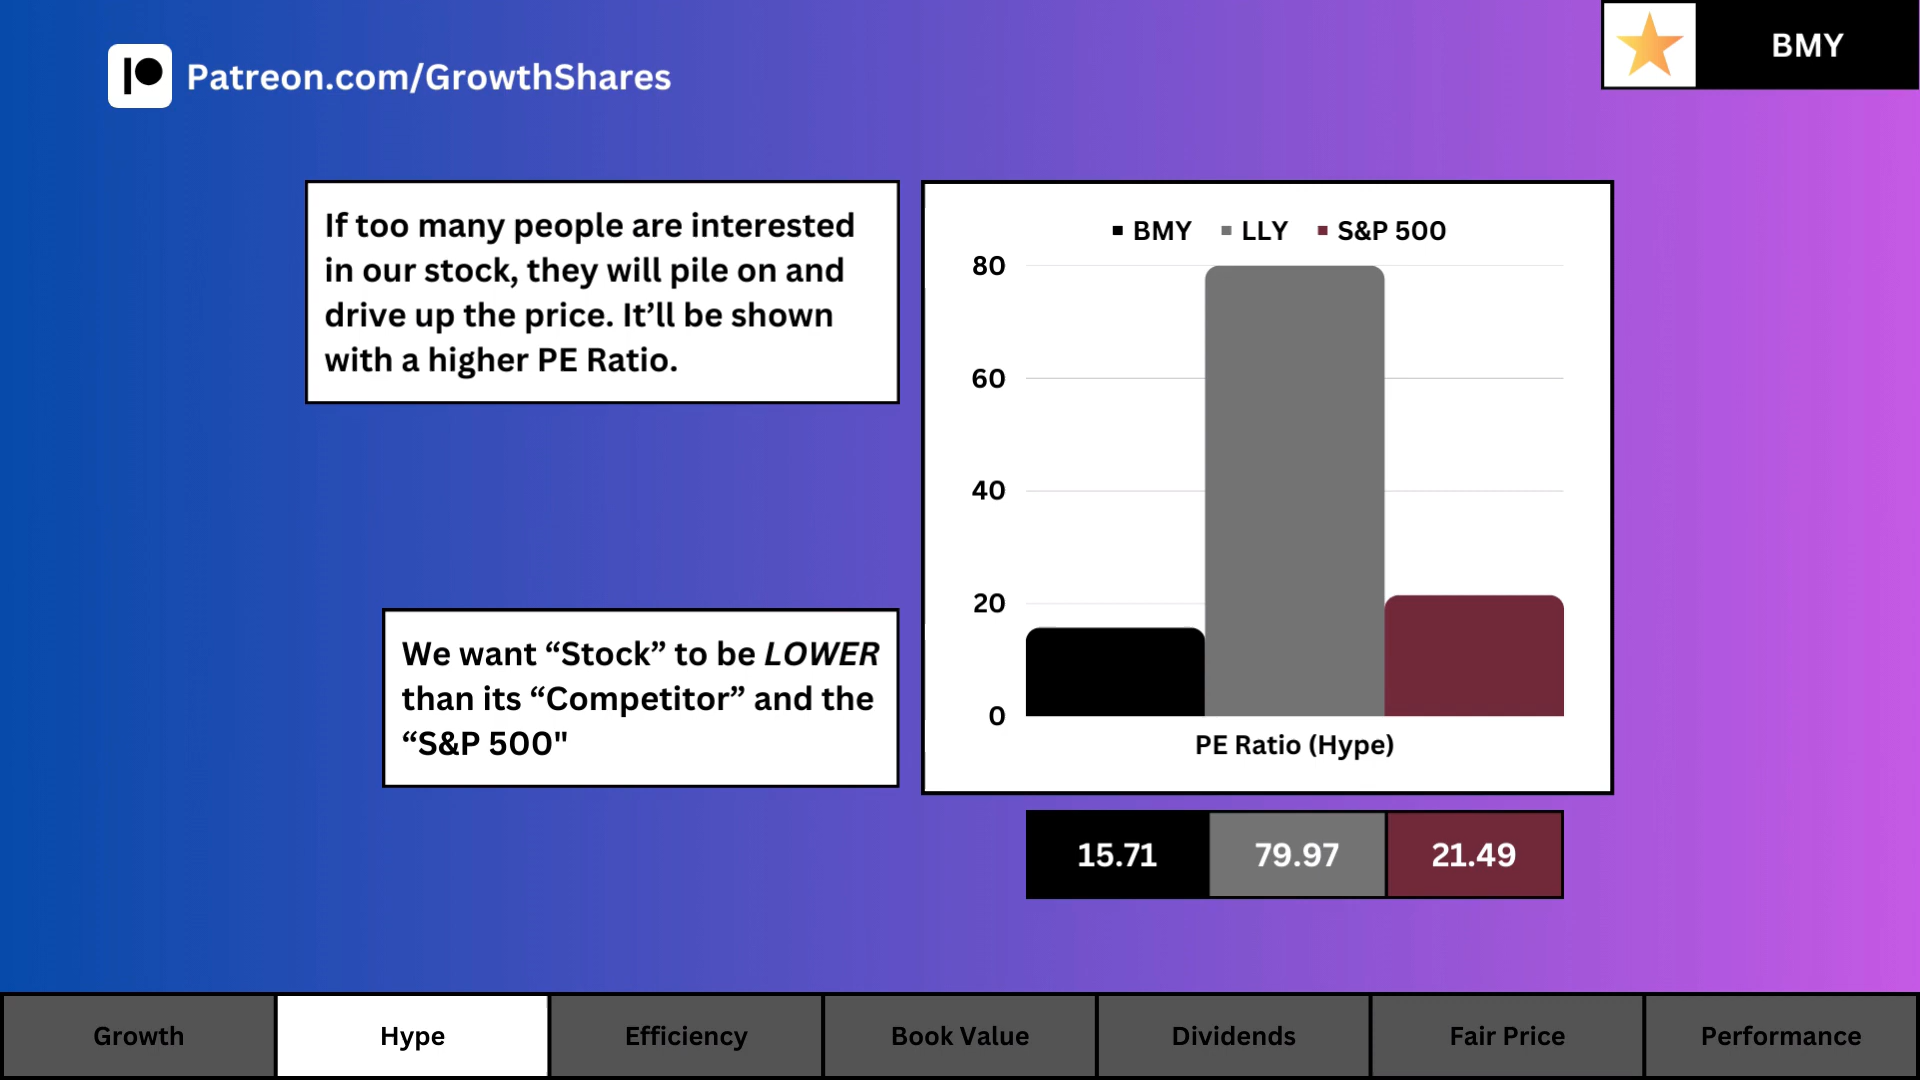 Patreon.com/GrowthShares
BMY
If too many people are interested
in our stock, they will pile on and
drive up the price. It’ll be shown
with a higher PE Ratio.
We want “Stock” to be LOWER
than its “Competitor” and the
“S&P 500"
BMY LLY S&P 500
80
60
40
20
0
PE Ratio (Hype)
15.71 79.97 21.49
Growth Hype Efficiency Book Value Dividends Fair Price Performance